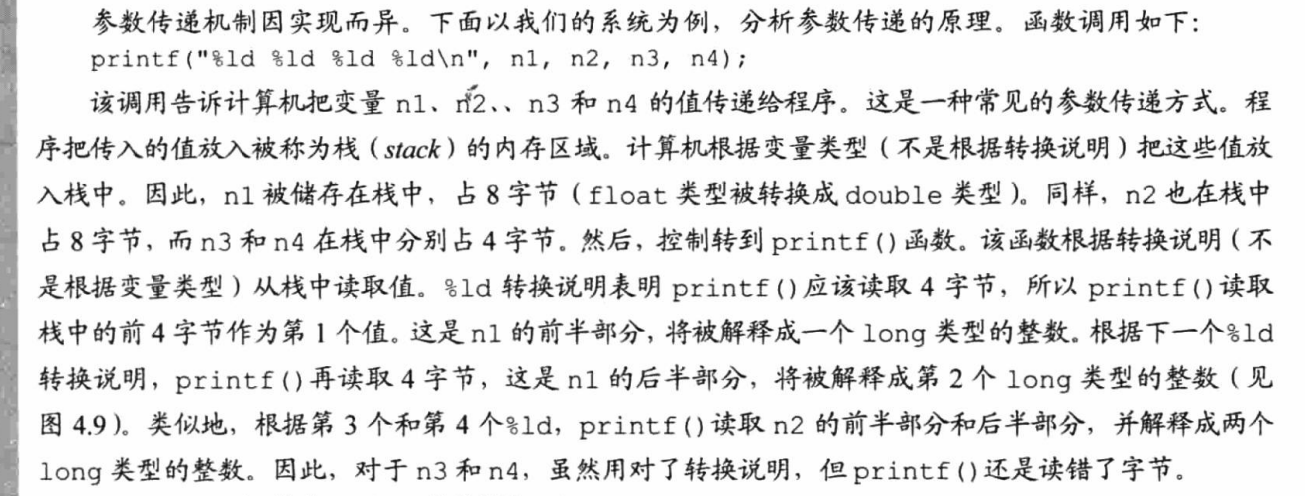 参数传递机制因实现而异。下面以我们的系统为例，分析参数传递的原理。函数调用如下：
printf("%ld %ld %ld %ld\n", n1, n2, n3, n4);
该调用告诉计算机把变量 n1、n2、、n3 和 n4 的值传递给程序。这是一种常见的参数传递方式。程
序把传入的值放入被称为栈（stack）的内存区域。计算机根据变量类型（不是根据转换说明）把这些值放
入栈中。因此，n1 被储存在栈中，占 8 字节（float 类型被转换成 double 类型）。同样，n2 也在栈中
占 8 字节，而 n3 和 n4 在栈中分别占 4 字节。然后，控制转到 printf()函数。该函数根据转换说明（不
是根据变量类型）从栈中读取值。%ld 转换说明表明 printf()应该读取 4 字节，所以 printf()读取
栈中的前 4 字节作为第 1 个值。这是 n1 的前半部分，将被解释成一个 long 类型的整数。根据下一个%ld
转换说明，printf()再读取 4 字节，这是 n1 的后半部分，将被解释成第 2 个 long 类型的整数（见
图 4.9）。类似地，根据第 3 个和第 4 个%ld，printf()读取 n2 的前半部分和后半部分，并解释成两个
long 类型的整数。因此，对于 n3 和 n4，虽然用对了转换说明，但 printf()还是读错了字节。